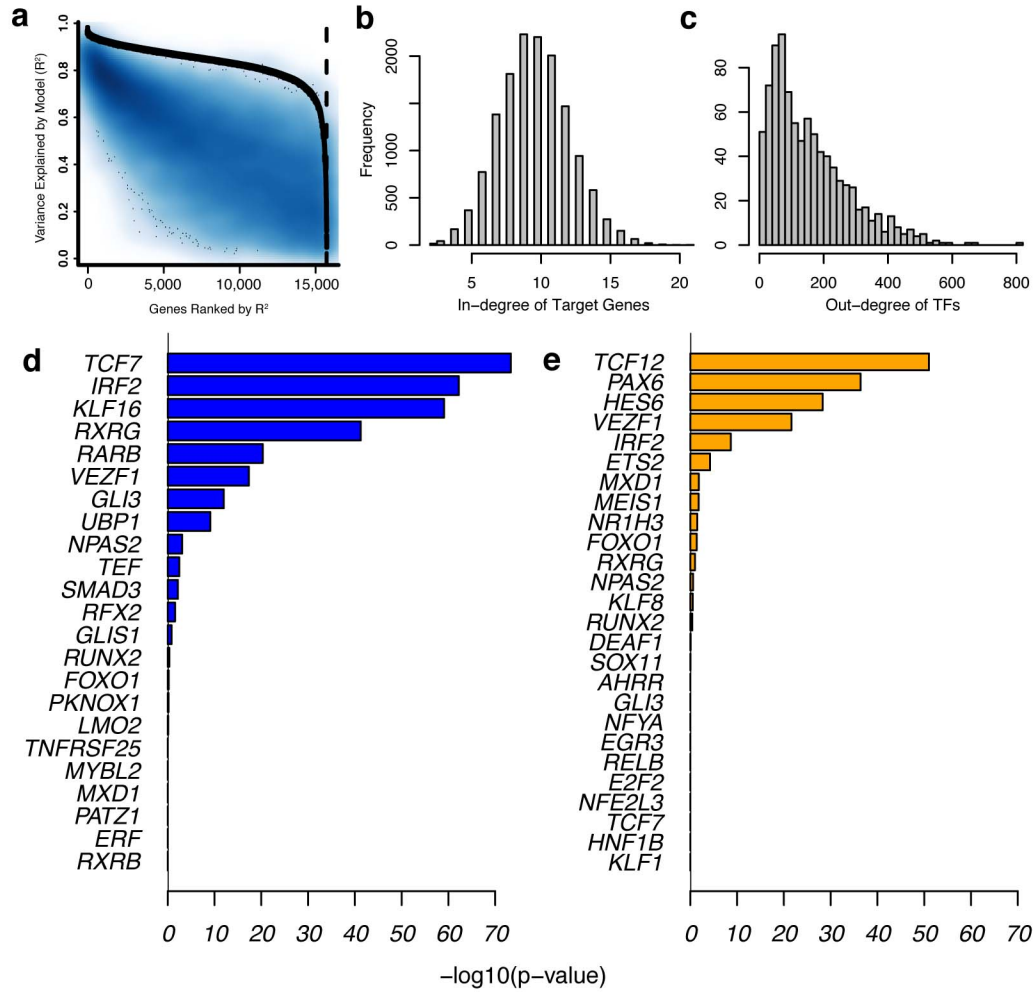 a
Variance Explained by Model (R²)
1.0
0.8
0.6
0.4
0.2
0.0
0 5,000 10,000 15,000
Genes Ranked by R²
b
Frequency
2000
1000
500
0
5 10 15 20
In−degree of Target Genes
c
80
60
40
20
0
0 200 400 600 800
Out−degree of TFs
d
TCF7
IRF2
KLF16
RXRG
RARB
VEZF1
GLI3
UBP1
NPAS2
TEF
SMAD3
RFX2
GLIS1
RUNX2
FOXO1
PKNOX1
LMO2
TNFRSF25
MYBL2
MXD1
PATZ1
ERF
RXRB
0 10 20 30 40 50 60 70
e
TCF12
PAX6
HES6
VEZF1
IRF2
ETS2
MXD1
MEIS1
NR1H3
FOXO1
RXRG
NPAS2
KLF8
RUNX2
DEAF1
SOX11
AHRR
GLI3
NFYA
EGR3
RELB
E2F2
NFE2L3
TCF7
HNF1B
KLF1
0 10 20 30 40 50 60 70
−log10(p−value)